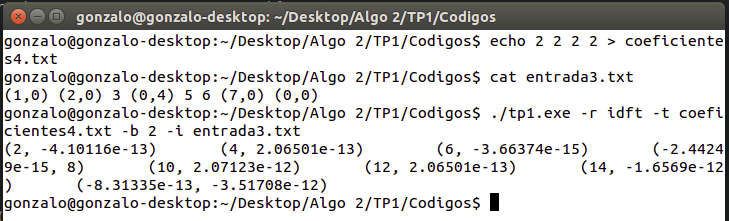 gonzalo@gonzalo-desktop: ~/Desktop/Algo 2/TP1/Codigos
gonzalo@gonzalo-desktop:~/Desktop/Algo 2/TP1/Codigos$ echo 2 2 2 2 > coeficiente
s4.txt
gonzalo@gonzalo-desktop:~/Desktop/Algo 2/TP1/Codigos$ cat entrada3.txt
(1,0) (2,0) 3 (0,4) 5 6 (7,0) (0,0)
gonzalo@gonzalo-desktop:~/Desktop/Algo 2/TP1/Codigos$ ./tp1.exe -r idft -t coefi
cientes4.txt -b 2 -i entrada3.txt
(2, -4.10116e-13) (4, 2.06501e-13) (6, -3.66374e-15) (-2.4424
9e-15, 8) (10, 2.07123e-12) (12, 2.06501e-13) (14, -1.6569e-12
) (-8.31335e-13, -3.51708e-12)
gonzalo@gonzalo-desktop:~/Desktop/Algo 2/TP1/Codigos$